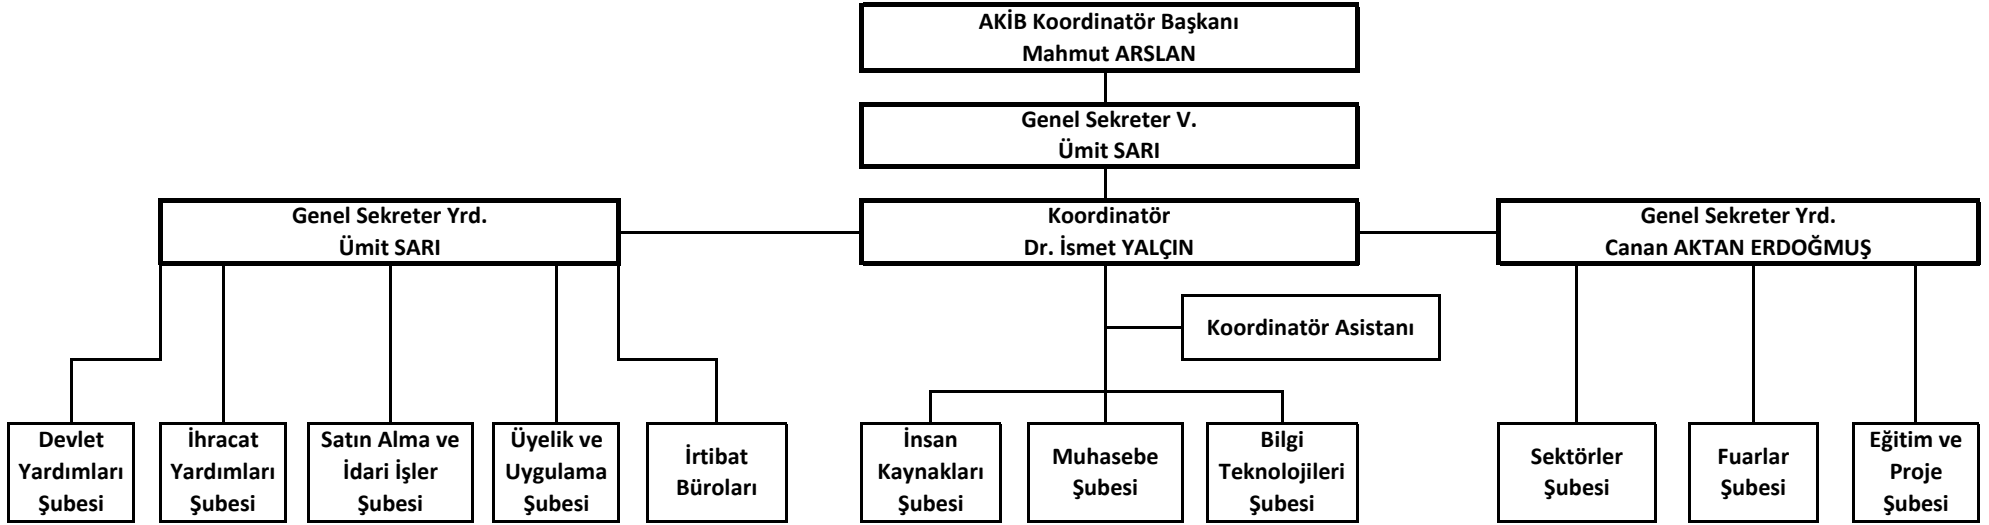 AKİB Koordinatör Başkanı
Mahmut ARSLAN
Genel Sekreter V.
Ümit SARI
Genel Sekreter Yrd.
Ümit SARI
Koordinatör
Dr. İsmet YALÇIN
Genel Sekreter Yrd.
Canan AKTAN ERDOĞMUŞ
Koordinatör Asistanı
Devlet
Yardımları
Şubesi
İhracat
Yardımları
Şubesi
Satın Alma ve
İdari İşler
Şubesi
Üyelik ve
Uygulama
Şubesi
İrtibat
Büroları
İnsan
Kaynakları
Şubesi
Muhasebe
Şubesi
Bilgi
Teknolojileri
Şubesi
Sektörler
Şubesi
Fuarlar
Şubesi
Eğitim ve
Proje
Şubesi